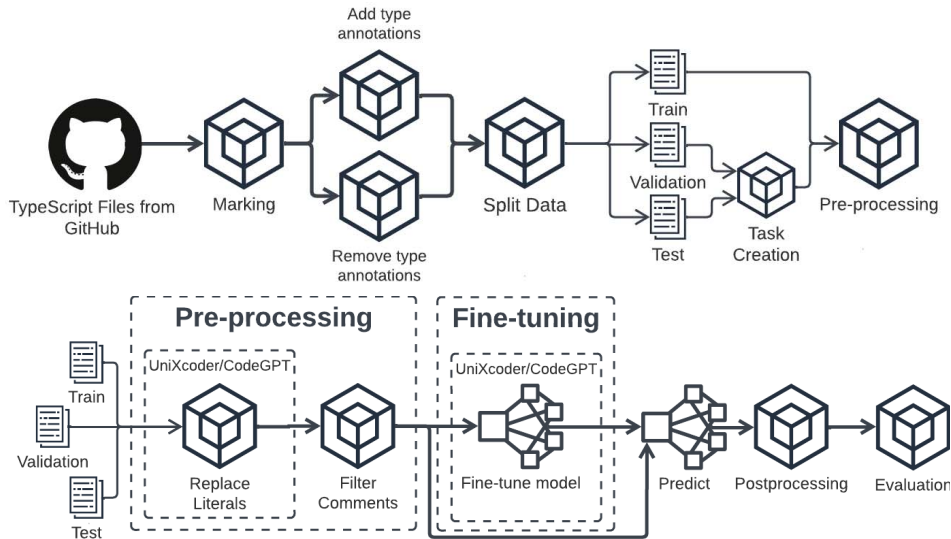 Add type
annotations
TypeScript Files from
GitHub
Marking
Remove type
annotations
Split Data
Train
Validation
Test
Task
Creation
Pre-processing
Pre-processing
Fine-tuning
Train
Validation
Test
UniXcoder/CodeGPT
Replace
Literals
Filter
Comments
UniXcoder/CodeGPT
Fine-tune model
Predict
Postprocessing
Evaluation